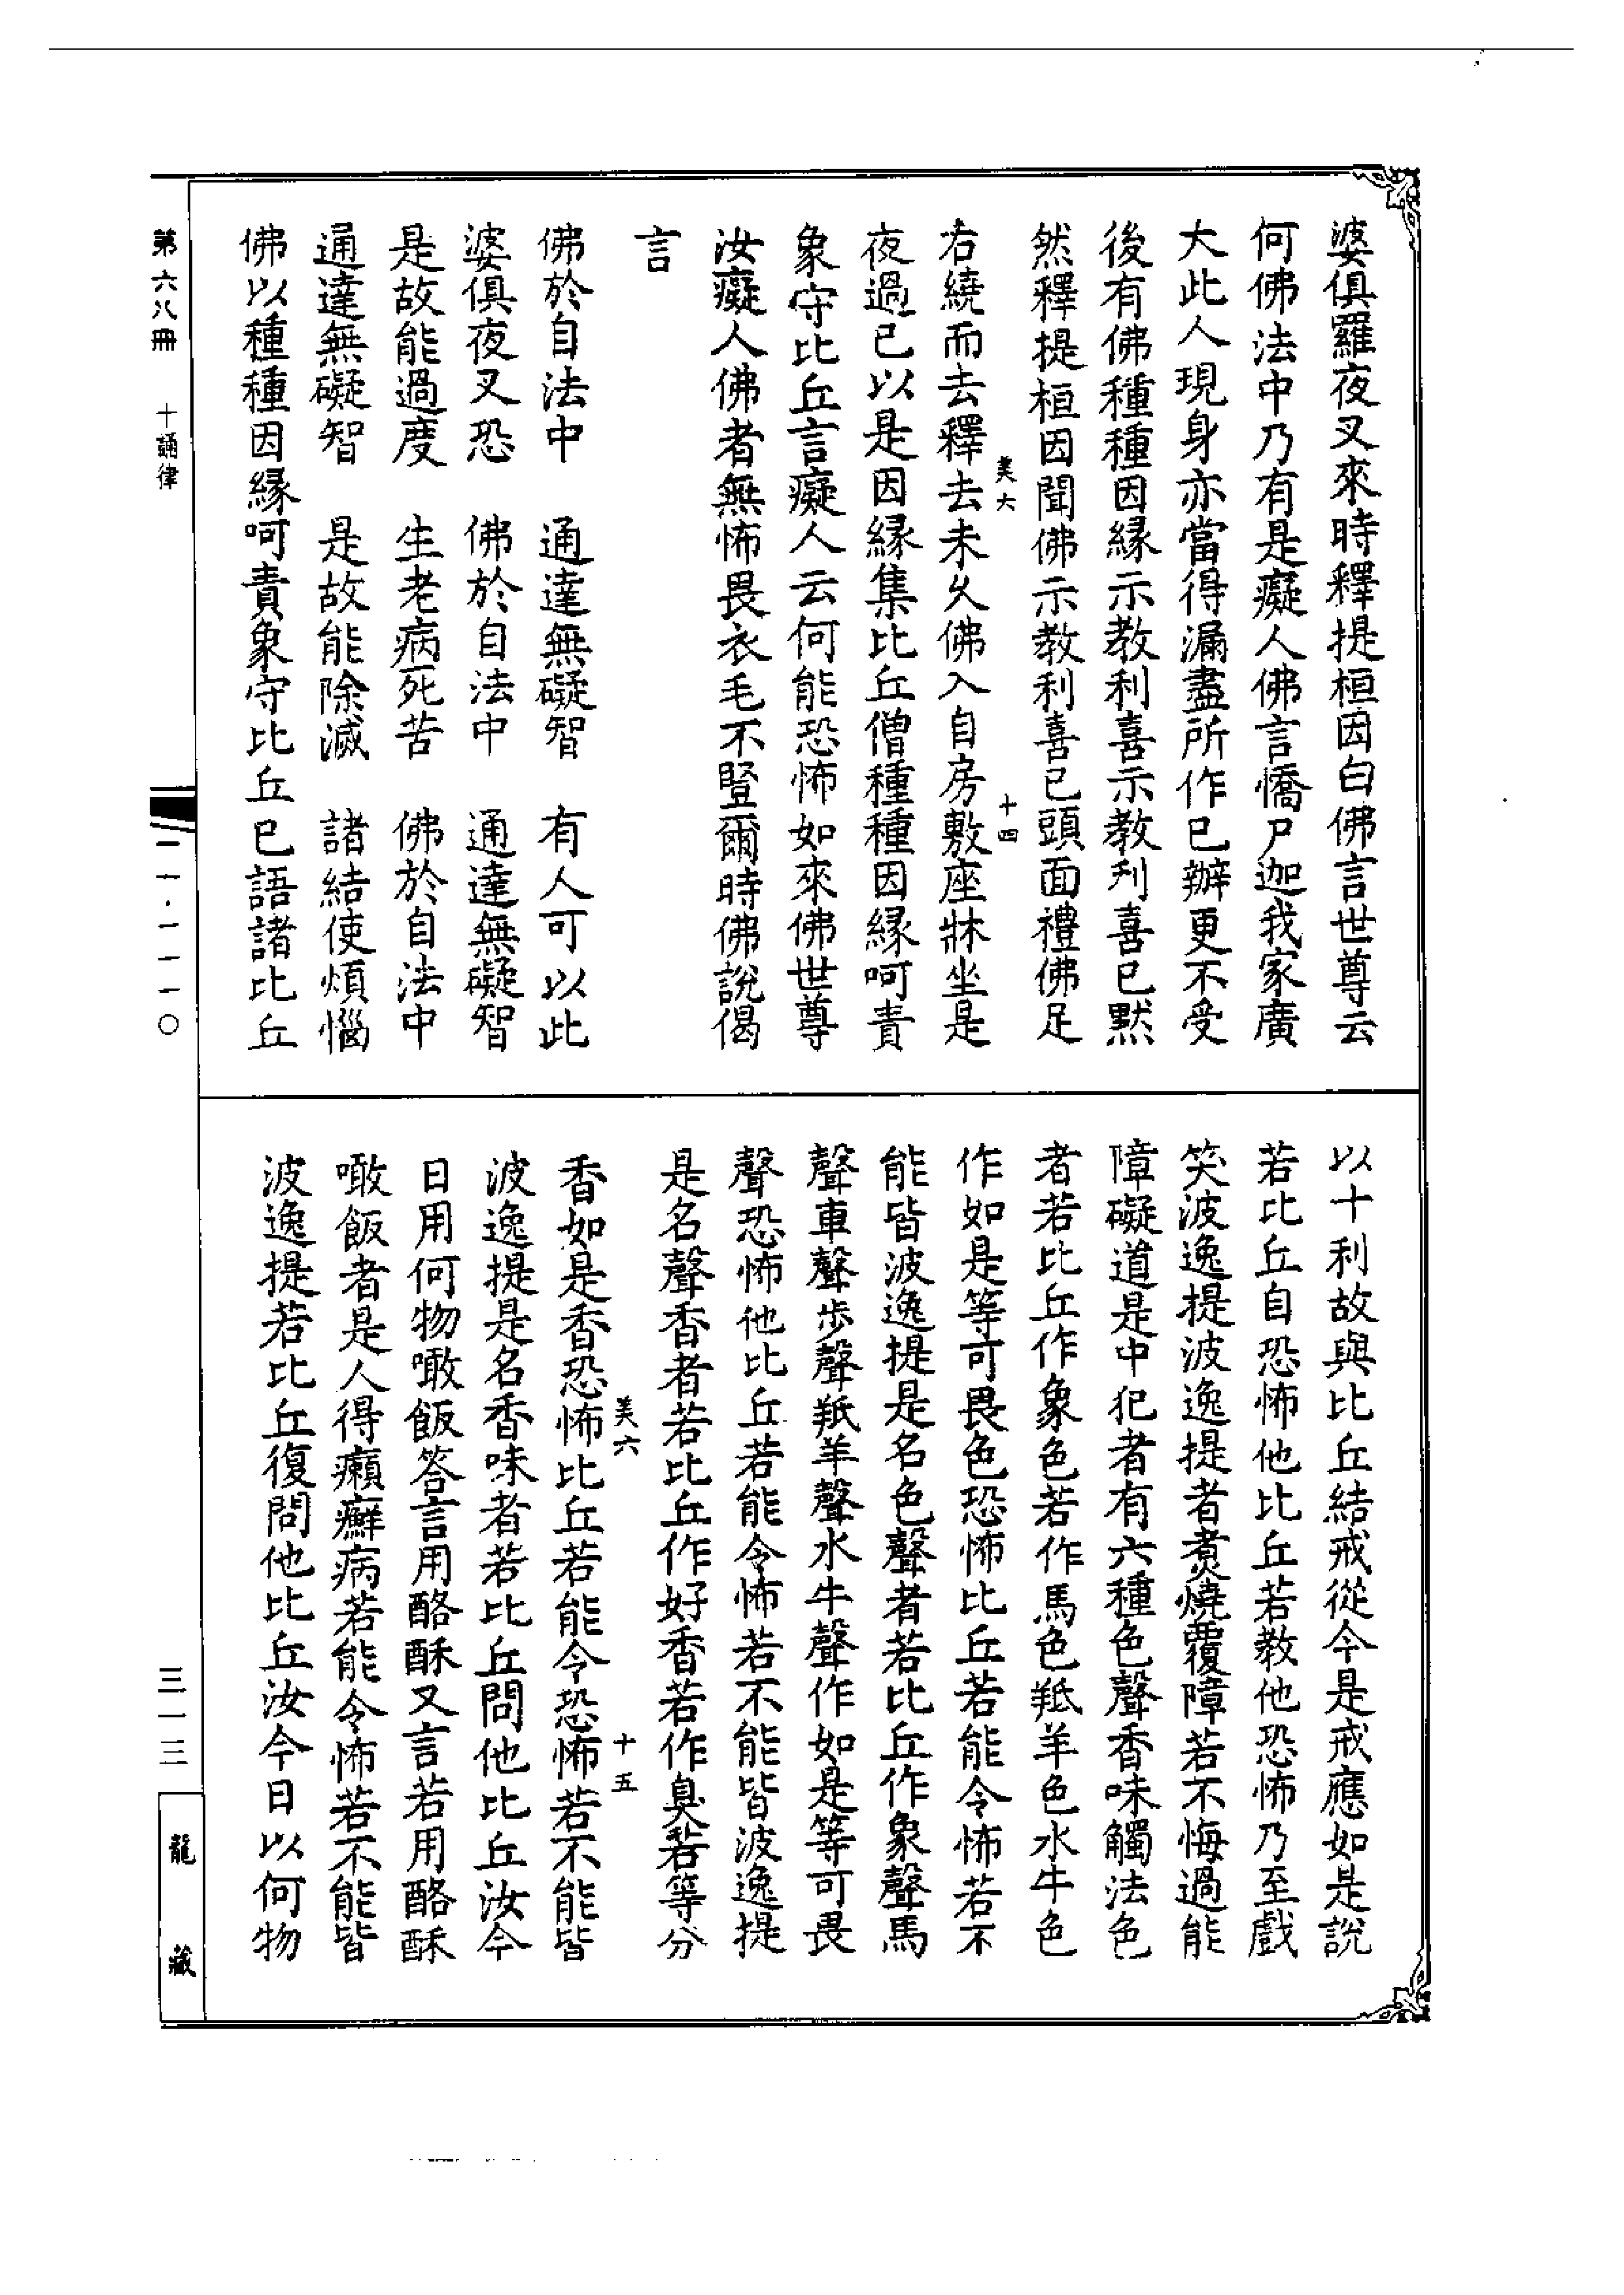 婆俱羅夜叉來時釋提桓因白佛言世尊云
何佛法中乃有是癡人佛言憍尸迦我家廣
大此人現身亦當得漏盡所作已辦更不受
後有佛種種因緣示教利喜示教利喜已默
然釋提桓因聞佛示教利喜已頭面禮佛足
美六 十四
右繞而去釋去未久佛入自房敷座牀坐是
夜過已以是因緣集比丘僧種種因緣呵責
象守比丘言癡人云何能恐怖如來佛世尊
汝癡人佛者無怖畏衣毛不豎爾時佛說偈
言
佛於自法中 通達無礙智 有人可以此
婆俱夜叉恐 佛於自法中 通達無礙智
是故能過度 生老病死苦 佛於自法中
通達無礙智 是故能除滅 諸結使煩惱
佛以種種因緣呵責象守比丘已語諸比丘
以十利故與比丘結戒從今是戒應如是說
若比丘自恐怖他比丘若教他恐怖乃至戲
笑波逸提波逸提者煮燒覆障若不悔過能
障礙道是中犯者有六種色聲香味觸法色
者若比丘作象色若作馬色羝羊色水牛色
作如是等可畏色恐怖比丘若能令怖若不
能皆波逸提是名色聲者若比丘作象聲馬
聲車聲步聲羝羊聲水牛聲作如是等可畏
聲恐怖他比丘若能令怖若不能皆波逸提
是名聲香者若比丘作好香若作臭若等分
美六 十五
香如是香恐怖比丘若能令恐怖若不能皆
波逸提是名香味者若比丘問他比丘汝今
日用何物噉飯答言用酪酥又言若用酪酥
噉飯者是人得癩癬病若能令怖若不能皆
波逸提若比丘復問他比丘汝今日以何物
第六八冊 十誦律
一一·一一一〇
三一三
龍藏